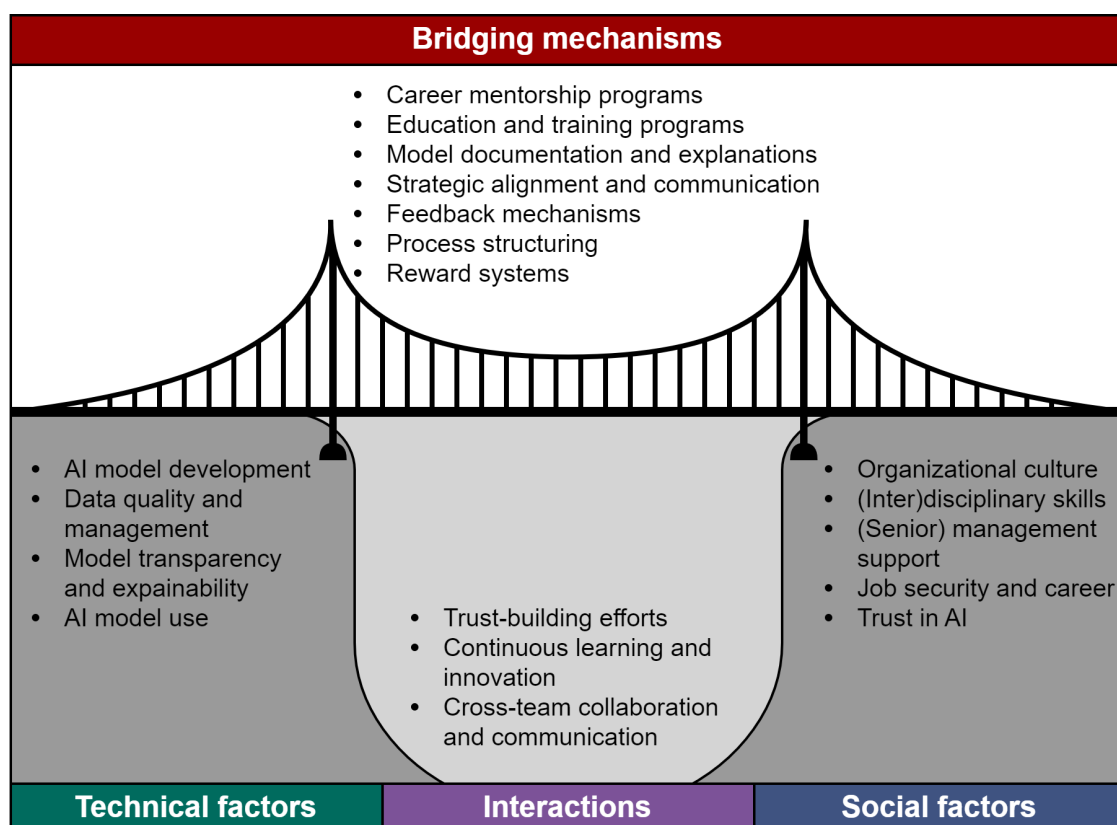 Bridging mechanisms
• Career mentorship programs
• Education and training programs
• Model documentation and explanations
• Strategic alignment and communication
• Feedback mechanisms
• Process structuring
• Reward systems
• AI model development
• Data quality and
management
• Model transparency
and expainability
• AI model use
• Trust-building efforts
• Continuous learning and
innovation
• Cross-team collaboration
and communication
• Organizational culture
• (Inter)disciplinary skills
• (Senior) management
support
• Job security and career
• Trust in AI
Technical factors
Interactions
Social factors